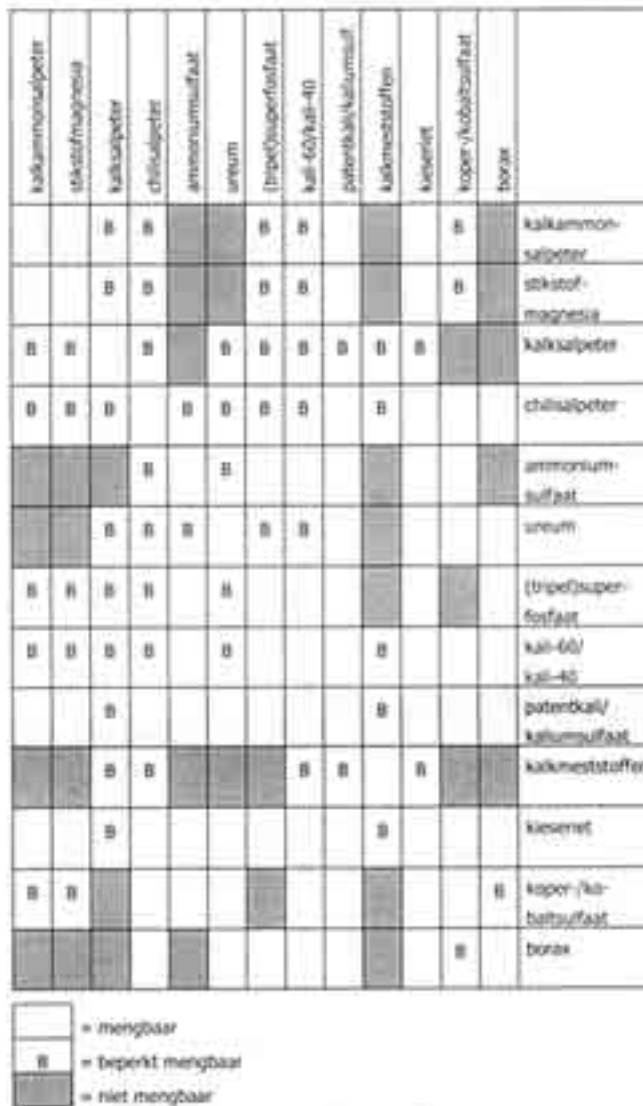 kalkammonsalpeter
stikstofmagnesia
kalksalpeter
chilisalpeter
ammoniumsulfaat
ureum
(tripel)superfosfaat
kali-60/kali-40
patentkali/kaliumsulf.
kalkmeststoffen
kieseriet
koper-/kobaltsulfaat
borax
B B B B B kalkammon-
salpeter
B B B B B stikstof-
magnesia
B B B B B B B B B kalksalpeter
B B B B B B B B chilisalpeter
B B ammonium-
sulfaat
B B B B B ureum
B B B B B (tripel)super-
fosfaat
B B B B B B kali-60/
kali-40
B B patentkali/
kaliumsulfaat
B B B B B kalkmeststoffen
B B kieseriet
B B B koper-/ko-
baltsulfaat
B borax
= mengbaar
B = beperkt mengbaar
= niet mengbaar